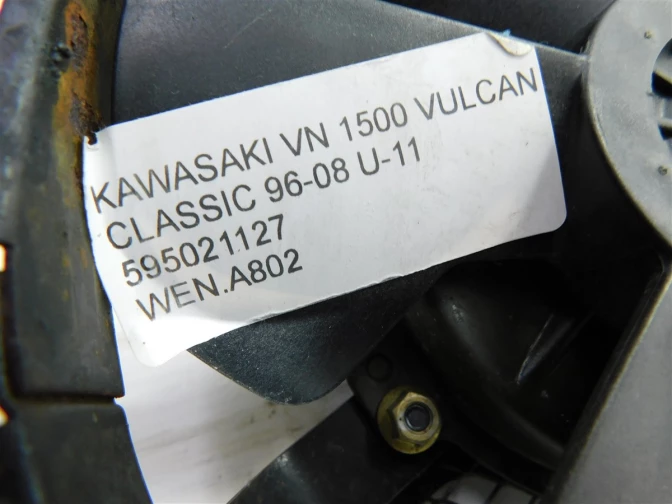 KAWASAKI VN 1500 VULCAN
CLASSIC 96-08 U-11
595021127
WEN.A802